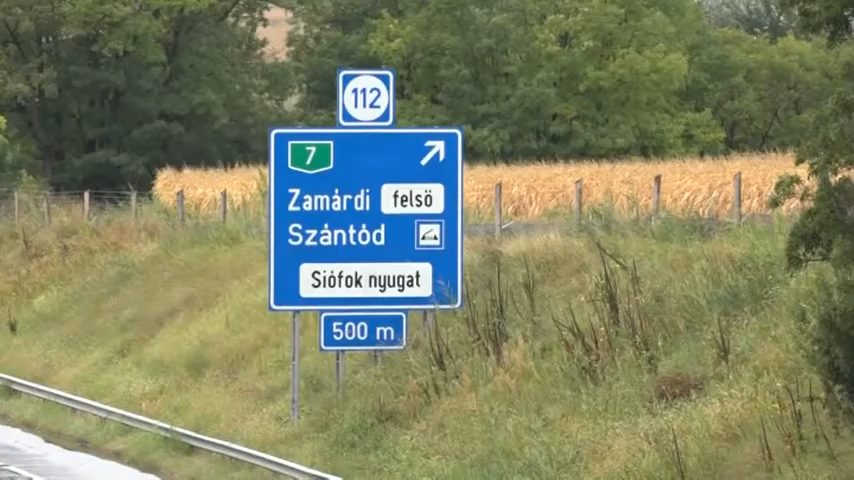 112
7
Zamárdi felső
Szántód
Siófok nyugat
500 m